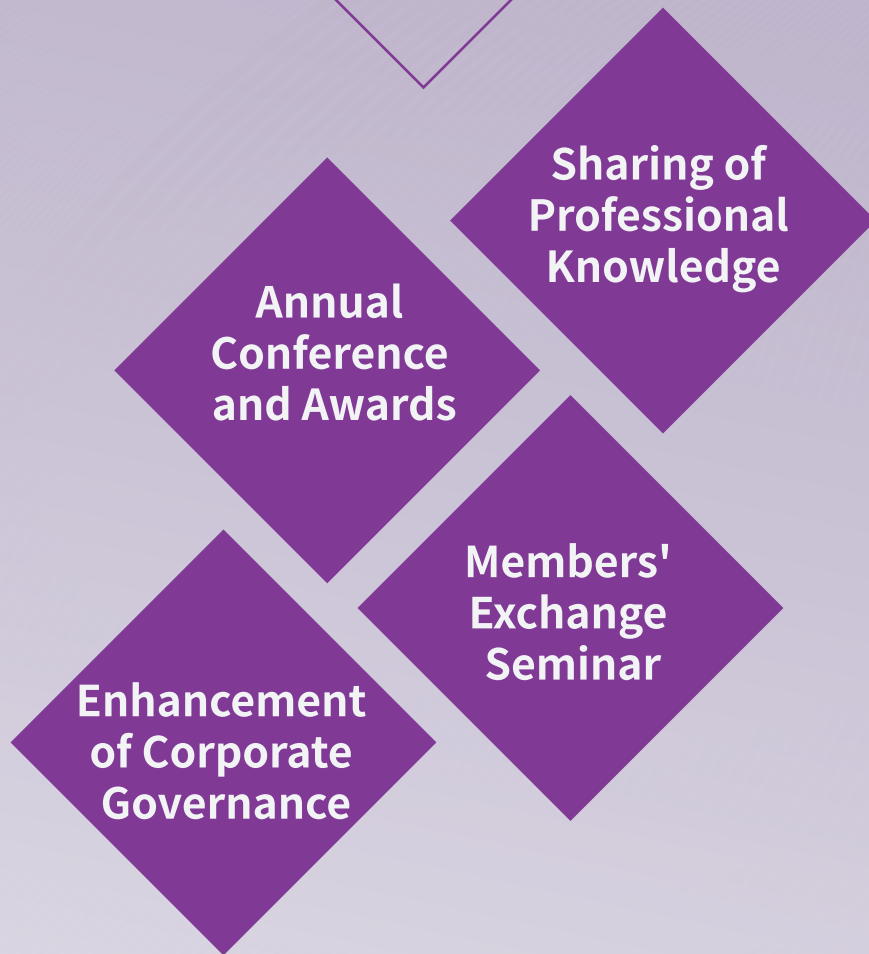 Sharing of
Professional
Knowledge
Annual
Conference
and Awards
Members'
Exchange
Seminar
Enhancement
of Corporate
Governance